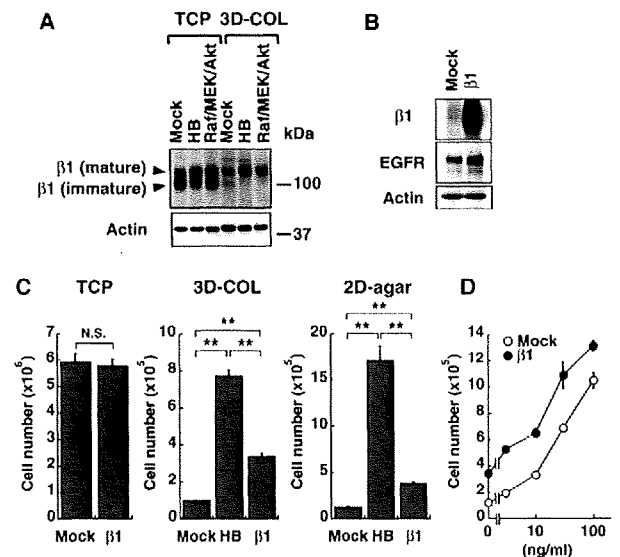 A
TCP 3D-COL
Mock
HB
Raf/MEK/Akt
Mock
HB
Raf/MEK/Akt
kDa
β1 (mature)
β1 (immature)
100
Actin
37
B
Mock
β1
β1
EGFR
Actin
C
TCP
N.S.
Cell number (x10⁶)
7
6
5
4
3
2
1
0
Mock β1
3D-COL
**
** **
Cell number (x10⁵)
10
8
6
4
2
0
Mock HB β1
2D-agar
**
** **
Cell number (x10⁵)
20
15
10
5
0
Mock HB β1
D
Mock
β1
Cell number (x10⁵)
14
12
10
8
6
4
2
0
0 10 100
(ng/ml)